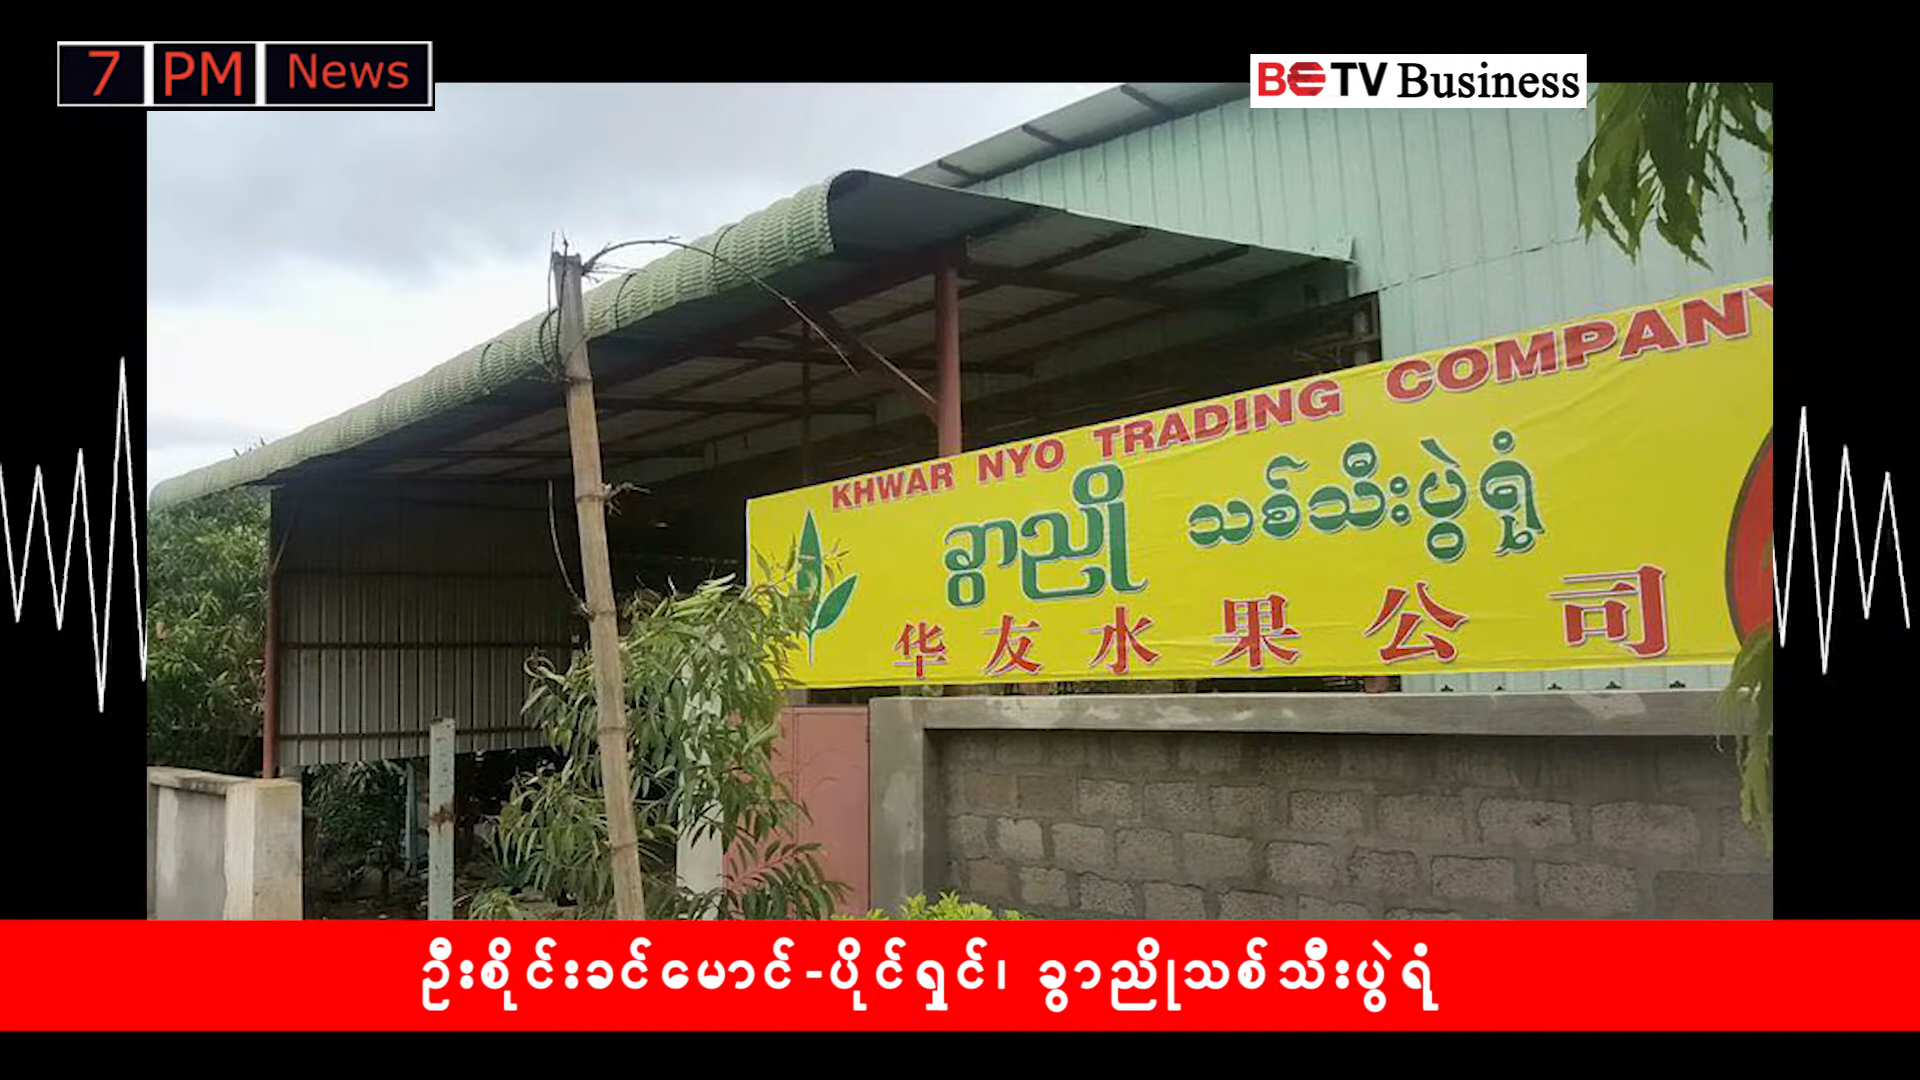 7 PM News
BETV Business
KHWAR NYO TRADING COMPANY
ခွာညို သစ်သီးပွဲရုံ
华友水果公司
ဦးစိုင်းခင်မောင်-ပိုင်ရှင်၊ ခွာညိုသစ်သီးပွဲရုံ